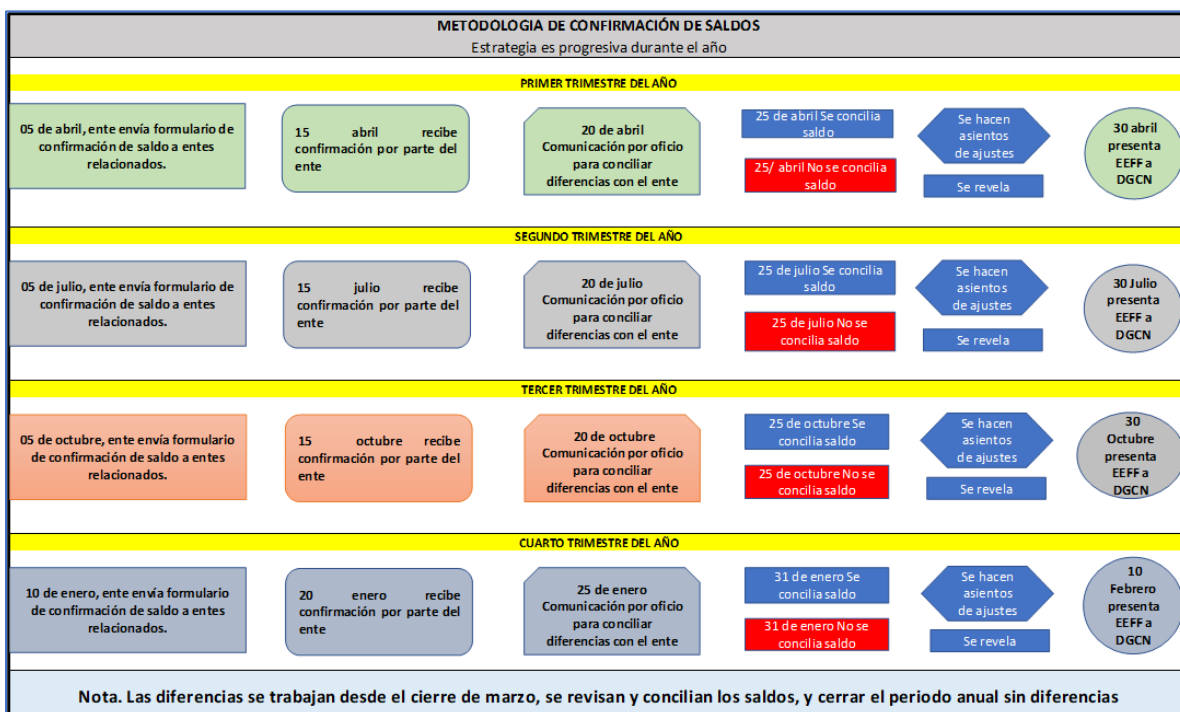 METODOLOGIA DE CONFIRMACIÓN DE SALDOS
Estrategia es progresiva durante el año
PRIMER TRIMESTRE DEL AÑO
05 de abril, ente envía formulario de
confirmación de saldo a entes
relacionados.
15 abril recibe
confirmación por parte del
ente
20 de abril
Comunicación por oficio
para conciliar
diferencias con el ente
25 de abril Se concilia
saldo
25/ abril No se concilia
saldo
Se hacen
asientos
de ajustes
Se revela
30 abril
presenta
EEFF a
DGCN
SEGUNDO TRIMESTRE DEL AÑO
05 de julio, ente envía formulario de
confirmación de saldo a entes
relacionados.
15 julio recibe
confirmación por parte del
ente
20 de julio
Comunicación por oficio
para conciliar
diferencias con el ente
25 de julio Se concilia
saldo
25 de julio No se
concilia saldo
Se hacen
asientos
de ajustes
Se revela
30 Julio
presenta
EEFF a
DGCN
TERCER TRIMESTRE DEL AÑO
05 de octubre, ente envía formulario
de confirmación de saldo a entes
relacionados.
15 octubre recibe
confirmación por parte del
ente
20 de octubre
Comunicación por oficio
para conciliar
diferencias con el ente
25 de octubre Se
concilia saldo
25 de octubre No se
concilia saldo
Se hacen
asientos
de ajustes
Se revela
30
Octubre
presenta
EEFF a
DGCN
CUARTO TRIMESTRE DEL AÑO
10 de enero, ente envía formulario
de confirmación de saldo a entes
relacionados.
20 enero recibe
confirmación por parte del
ente
25 de enero
Comunicación por oficio
para conciliar
diferencias con el ente
31 de enero Se
concilia saldo
31 de enero No se
concilia saldo
Se hacen
asientos
de ajustes
Se revela
10
Febrero
presenta
EEFF a
DGCN
Nota. Las diferencias se trabajan desde el cierre de marzo, se revisan y concilian los saldos, y cerrar el periodo anual sin diferencias